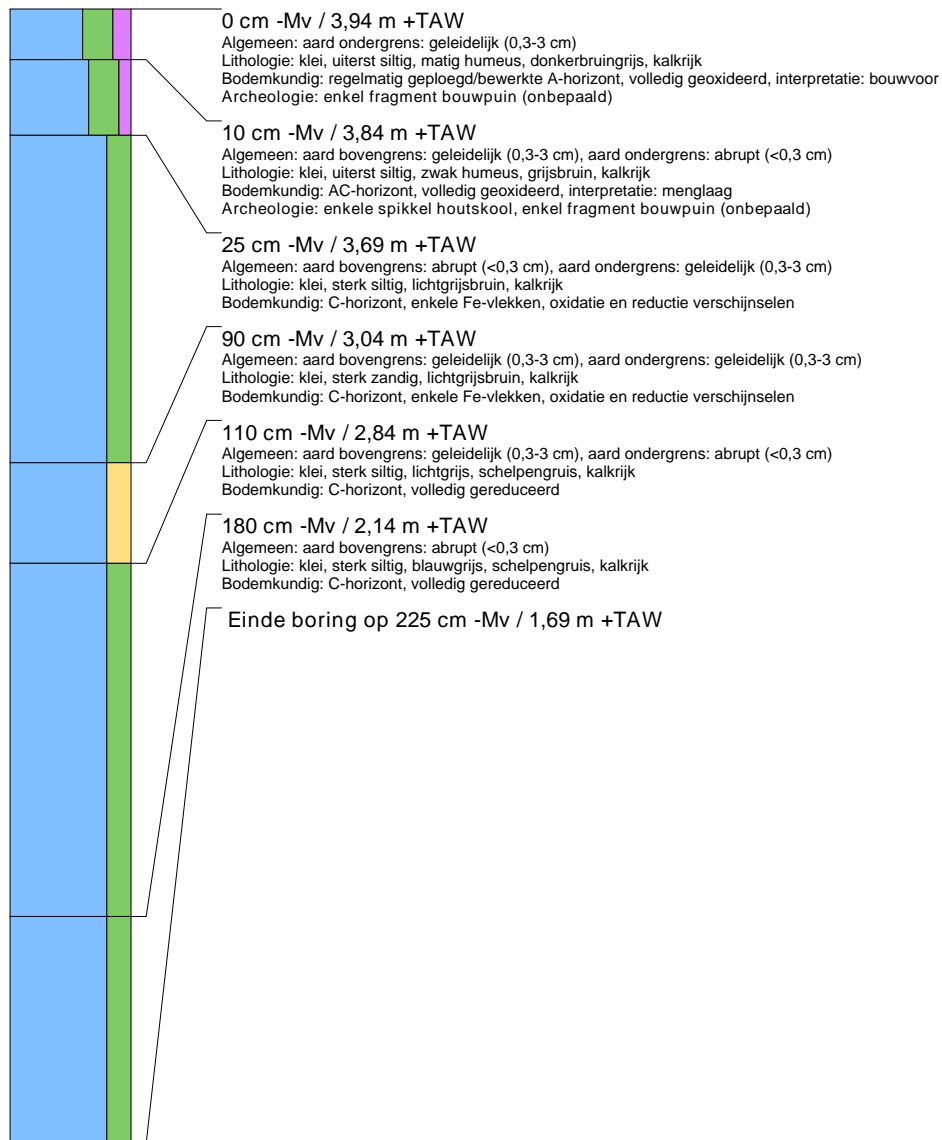 0 cm -Mv / 3,94 m +TAW
Algemeen: aard ondergrens: geleidelijk (0,3-3 cm)
Lithologie: klei, uiterst siltig, matig humeus, donkerbruingrijs, kalkrijk
Bodemkundig: regelmatig geploegd/bewerkte A-horizont, volledig geoxideerd, interpretatie: bouwvoor
Archeologie: enkel fragment bouwpuin (onbepaald)
10 cm -Mv / 3,84 m +TAW
Algemeen: aard bovengrens: geleidelijk (0,3-3 cm), aard ondergrens: abrupt (<0,3 cm)
Lithologie: klei, uiterst siltig, zwak humeus, grijsbruin, kalkrijk
Bodemkundig: AC-horizont, volledig geoxideerd, interpretatie: menglaag
Archeologie: enkele spikkel houtskool, enkel fragment bouwpuin (onbepaald)
25 cm -Mv / 3,69 m +TAW
Algemeen: aard bovengrens: abrupt (<0,3 cm), aard ondergrens: geleidelijk (0,3-3 cm)
Lithologie: klei, sterk siltig, lichtgrijsbruin, kalkrijk
Bodemkundig: C-horizont, enkele Fe-vlekken, oxidatie en reductie verschijnselen
90 cm -Mv / 3,04 m +TAW
Algemeen: aard bovengrens: geleidelijk (0,3-3 cm), aard ondergrens: geleidelijk (0,3-3 cm)
Lithologie: klei, sterk zandig, lichtgrijsbruin, kalkrijk
Bodemkundig: C-horizont, enkele Fe-vlekken, oxidatie en reductie verschijnselen
110 cm -Mv / 2,84 m +TAW
Algemeen: aard bovengrens: geleidelijk (0,3-3 cm), aard ondergrens: abrupt (<0,3 cm)
Lithologie: klei, sterk siltig, lichtgrijs, schelpengruis, kalkrijk
Bodemkundig: C-horizont, volledig gereduceerd
180 cm -Mv / 2,14 m +TAW
Algemeen: aard bovengrens: abrupt (<0,3 cm)
Lithologie: klei, sterk siltig, blauwgrijs, schelpengruis, kalkrijk
Bodemkundig: C-horizont, volledig gereduceerd
Einde boring op 225 cm -Mv / 1,69 m +TAW